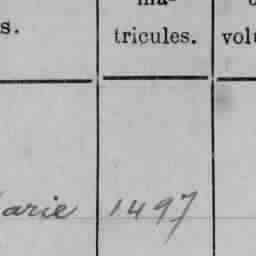 s.
ma-
tricules.
volu
arie 1497